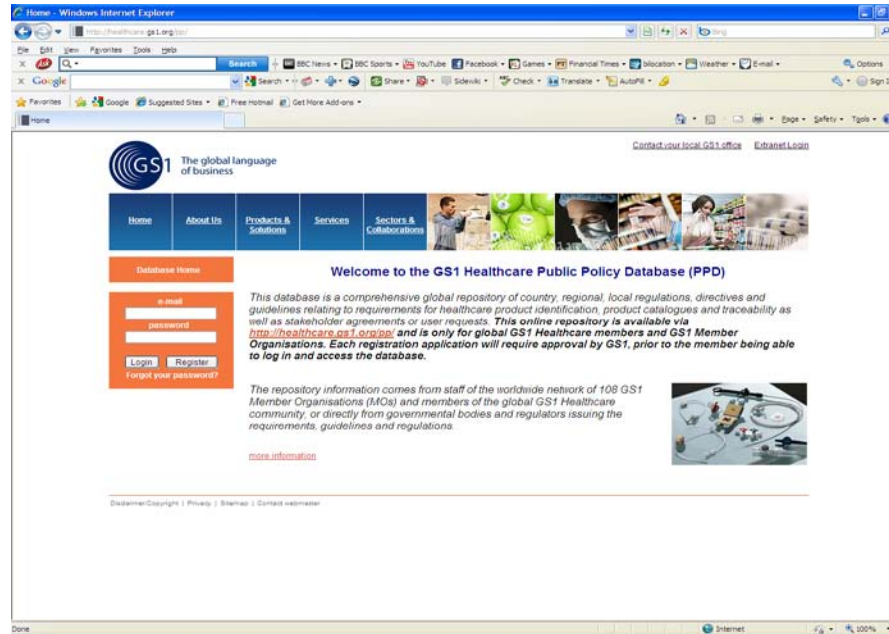 Home - Windows Internet Explorer
http://healthcare.gs1.org/pp/
bing
File Edit View Favorites Tools Help
Search BBC News BBC Sports YouTube Facebook Games Financial Times bilocation Weather E-mail Options
Google Search Share Sidewiki Check Translate AutoFill Sign I
Favorites Google Suggested Sites Free Hotmail Get More Add-ons
Home Page Safety Tools
Contact your local GS1 office Extranet Login
GS1 The global language
of business
Home About Us Products &
Solutions Services Sectors &
Collaborations
Database Home
Welcome to the GS1 Healthcare Public Policy Database (PPD)
e-mail
password
Login Register
Forgot your password?
This database is a comprehensive global repository of country, regional, local regulations, directives and
guidelines relating to requirements for healthcare product identification, product catalogues and traceability as
well as stakeholder agreements or user requests. This online repository is available via
http://healthcare.gs1.org/pp/ and is only for global GS1 Healthcare members and GS1 Member
Organisations. Each registration application will require approval by GS1, prior to the member being able
to log in and access the database.
The repository information comes from staff of the worldwide network of 108 GS1
Member Organisations (MOs) and members of the global GS1 Healthcare
community, or directly from governmental bodies and regulators issuing the
requirements, guidelines and regulations.
more information
Disclaimer/Copyright | Privacy | Sitemap | Contact webmaster
Done Internet 100%